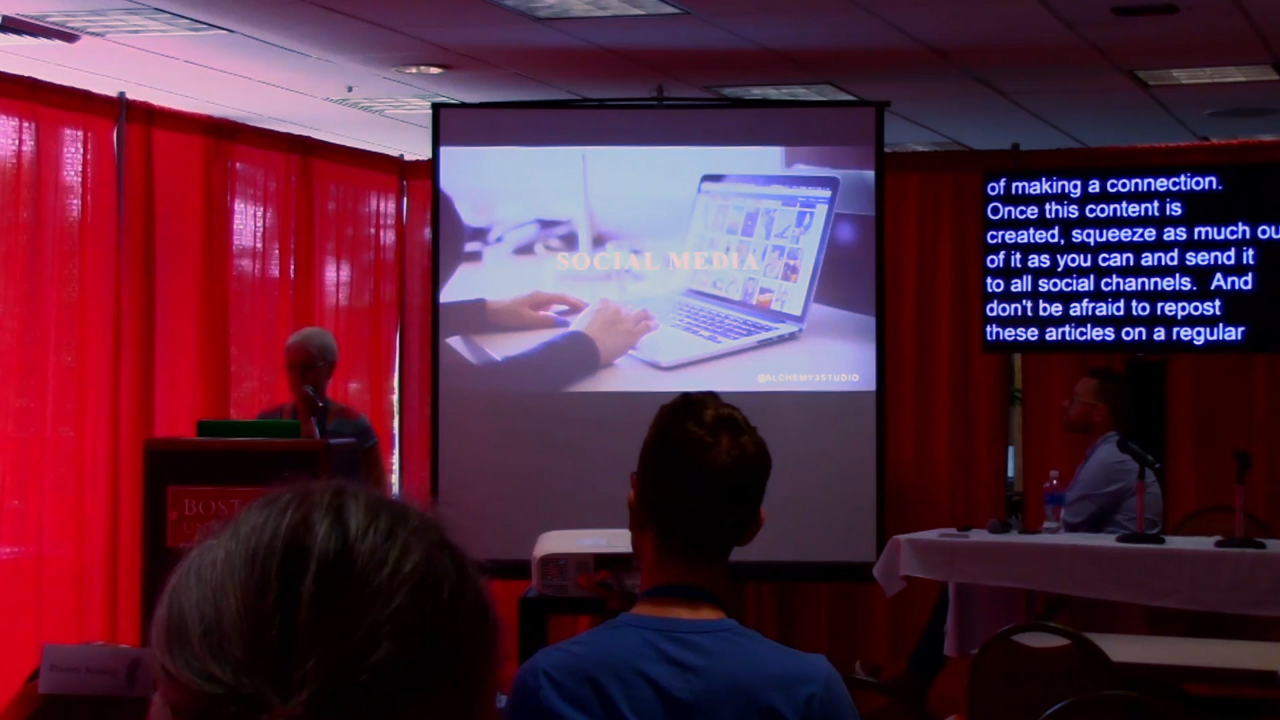 SOCIAL MEDIA
@ALCHEMY3STUDIO
of making a connection.
Once this content is
created, squeeze as much ou
of it as you can and send it
to all social channels. And
don't be afraid to repost
these articles on a regular
BOST